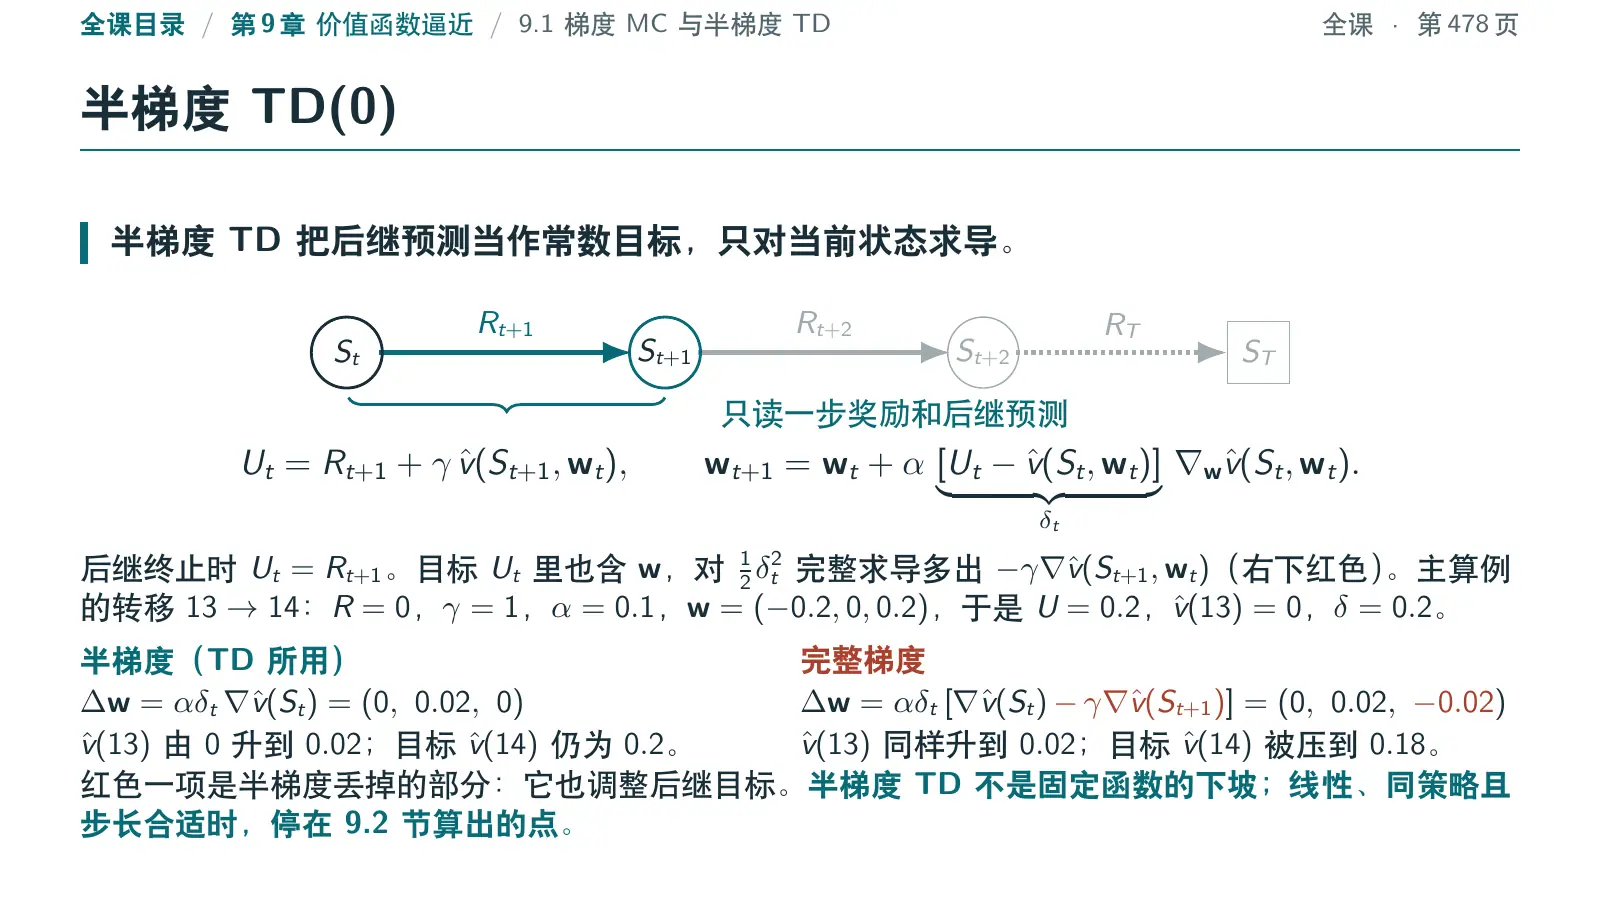 全课目录 / 第9章 价值函数逼近 / 9.1 梯度 MC 与半梯度 TD
全课 · 第478页
半梯度 TD(0)
半梯度 TD 把后继预测当作常数目标，只对当前状态求导。
S_t R_{t+1} S_{t+1} R_{t+2} S_{t+2} R_T S_T
只读一步奖励和后继预测
U_t = R_{t+1} + γ v̂(S_{t+1}, w_t), w_{t+1} = w_t + α [U_t − v̂(S_t, w_t)] ∇_w v̂(S_t, w_t).
δ_t
后继终止时 U_t = R_{t+1}。目标 U_t 里也含 w，对 ½δ_t² 完整求导多出 −γ∇v̂(S_{t+1}, w_t)（右下红色）。主算例
的转移 13 → 14：R = 0，γ = 1，α = 0.1，w = (−0.2, 0, 0.2)，于是 U = 0.2，v̂(13) = 0，δ = 0.2。
半梯度（TD 所用）
Δw = αδ_t ∇v̂(S_t) = (0, 0.02, 0)
v̂(13) 由 0 升到 0.02；目标 v̂(14) 仍为 0.2。
完整梯度
Δw = αδ_t [∇v̂(S_t) − γ∇v̂(S_{t+1})] = (0, 0.02, −0.02)
v̂(13) 同样升到 0.02；目标 v̂(14) 被压到 0.18。
红色一项是半梯度丢掉的部分：它也调整后继目标。半梯度 TD 不是固定函数的下坡；线性、同策略且
步长合适时，停在 9.2 节算出的点。